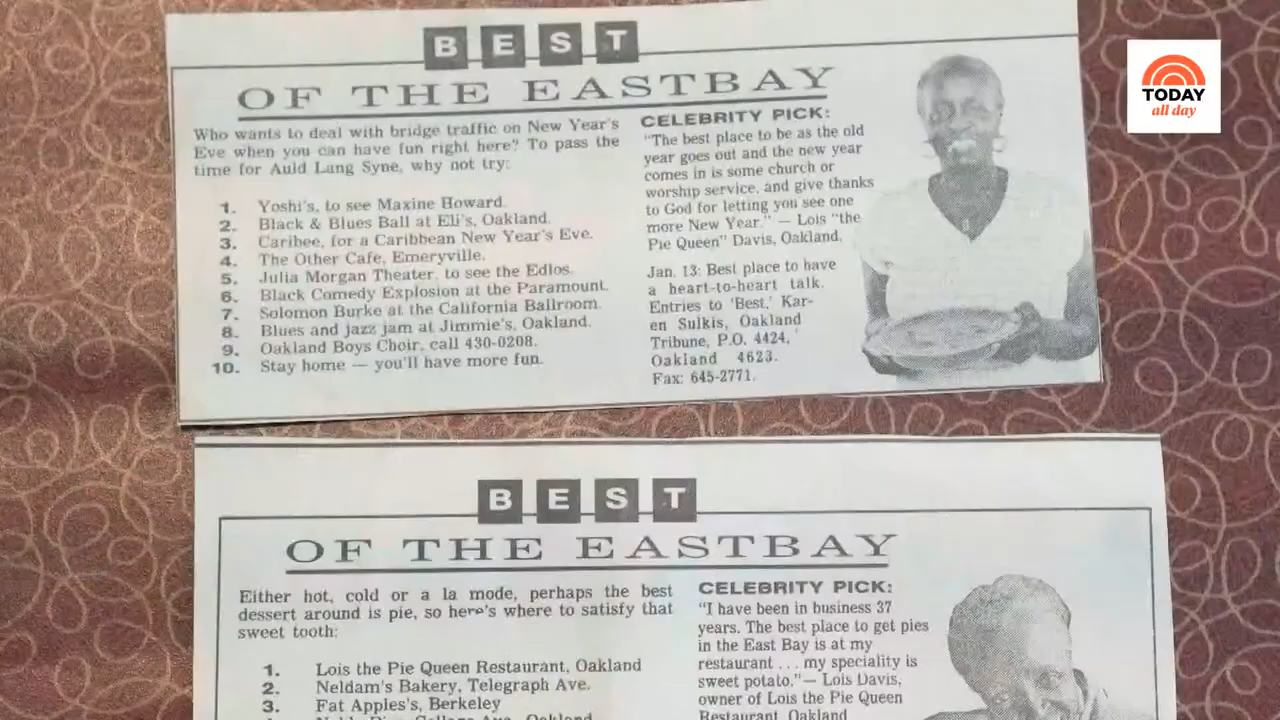 BEST
OF THE EASTBAY
Who wants to deal with bridge traffic on New Year's
Eve when you can have fun right here? To pass the
time for Auld Lang Syne, why not try:
1. Yoshi's, to see Maxine Howard.
2. Black & Blues Ball at Eli's, Oakland.
3. Caribee, for a Caribbean New Year's Eve.
4. The Other Cafe, Emeryville.
5. Julia Morgan Theater, to see the Edlos.
6. Black Comedy Explosion at the Paramount.
7. Solomon Burke at the California Ballroom.
8. Blues and jazz jam at Jimmie's, Oakland.
9. Oakland Boys Choir, call 430-0208.
10. Stay home — you'll have more fun.
CELEBRITY PICK:
"The best place to be as the old
year goes out and the new year
comes in is some church or
worship service, and give thanks
to God for letting you see one
more New Year." — Lois "the
Pie Queen" Davis, Oakland.
Jan. 13: Best place to have
a heart-to-heart talk.
Entries to 'Best,' Kar-
en Sulkis, Oakland
Tribune, P.O. 4424,
Oakland 4623.
Fax: 645-2771.
TODAY
all day
BEST
OF THE EASTBAY
Either hot, cold or a la mode, perhaps the best
dessert around is pie, so here's where to satisfy that
sweet tooth:
1. Lois the Pie Queen Restaurant, Oakland
2. Neldam's Bakery, Telegraph Ave.
3. Fat Apples's, Berkeley
CELEBRITY PICK:
"I have been in business 37
years. The best place to get pies
in the East Bay is at my
restaurant . . . my speciality is
sweet potato."— Lois Davis,
owner of Lois the Pie Queen
Restaurant, Oakland